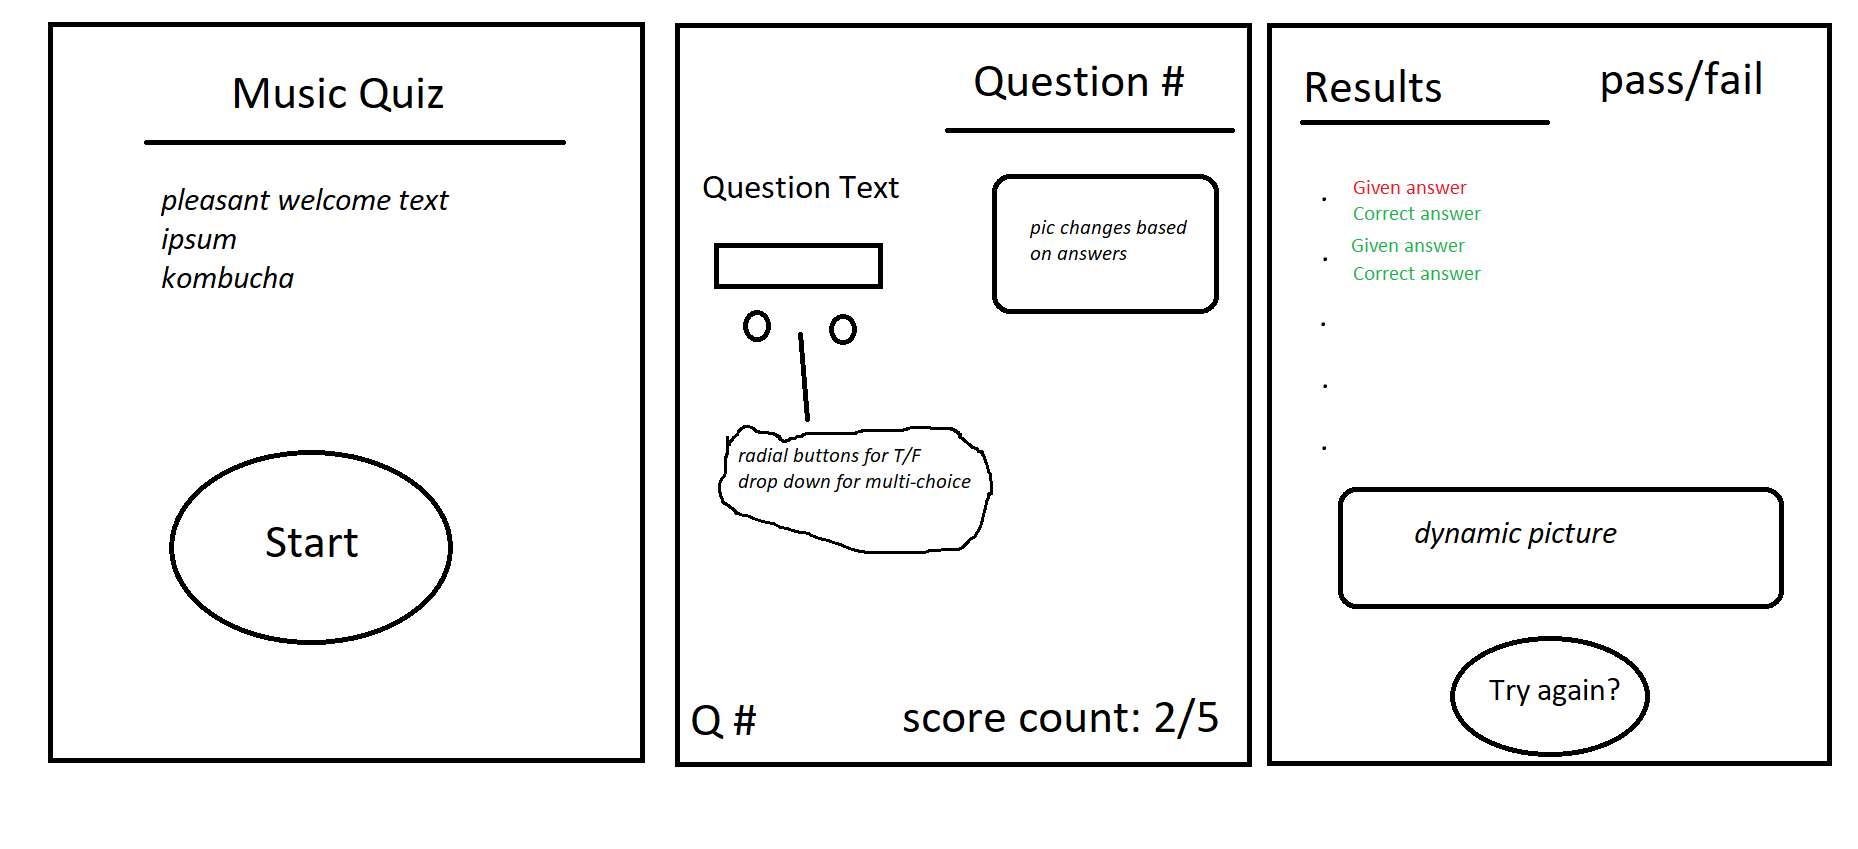 Music Quiz
pleasant welcome text
ipsum
kombucha
Start
Question #
Question Text
pic changes based
on answers
radial buttons for T/F
drop down for multi-choice
Q #
score count: 2/5
Results
pass/fail
Given answer
Correct answer
Given answer
Correct answer
dynamic picture
Try again?